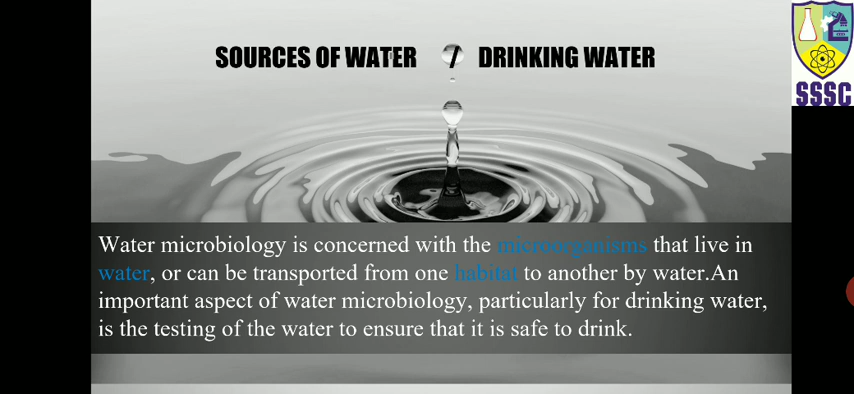 SOURCES OF WATER / DRINKING WATER
SSSC
Water microbiology is concerned with the microorganisms that live in
water, or can be transported from one habitat to another by water.An
important aspect of water microbiology, particularly for drinking water,
is the testing of the water to ensure that it is safe to drink.